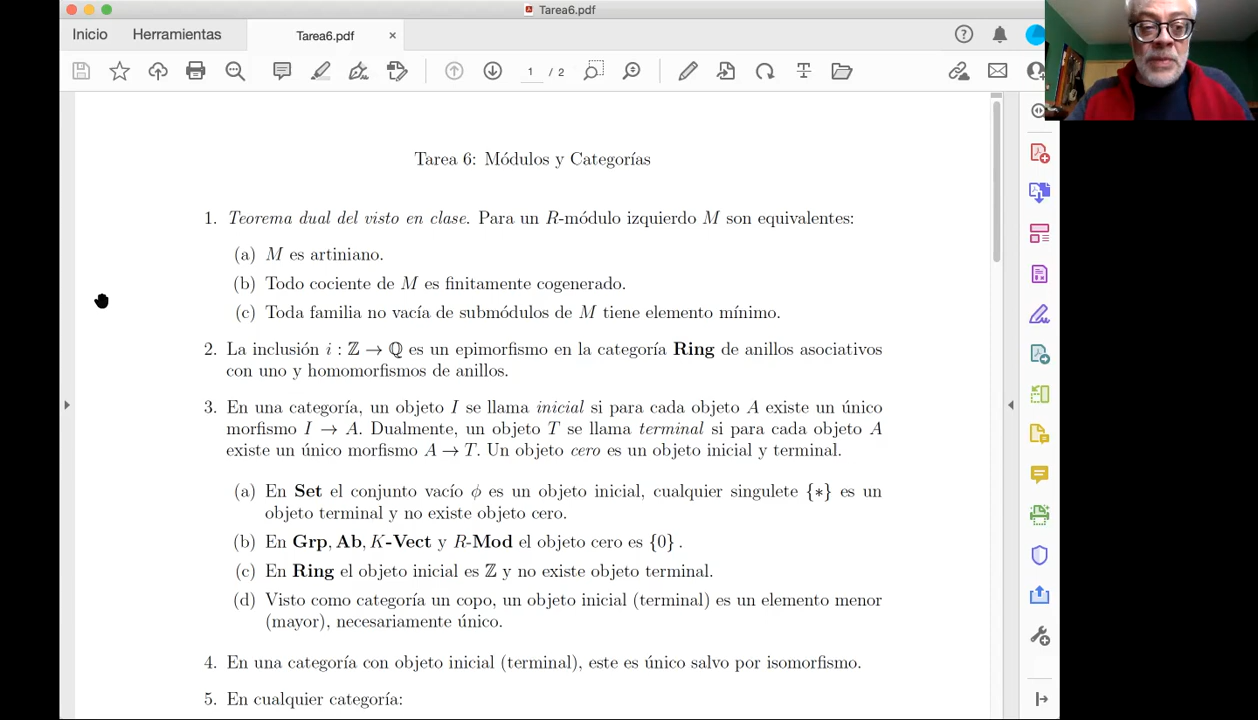 Tarea6.pdf
Inicio Herramientas Tarea6.pdf ×
1 / 2
Tarea 6: Módulos y Categorías
1. Teorema dual del visto en clase. Para un R-módulo izquierdo M son equivalentes:
(a) M es artiniano.
(b) Todo cociente de M es finitamente cogenerado.
(c) Toda familia no vacía de submódulos de M tiene elemento mínimo.
2. La inclusión i : ℤ → ℚ es un epimorfismo en la categoría Ring de anillos asociativos
con uno y homomorfismos de anillos.
3. En una categoría, un objeto I se llama inicial si para cada objeto A existe un único
morfismo I → A. Dualmente, un objeto T se llama terminal si para cada objeto A
existe un único morfismo A → T. Un objeto cero es un objeto inicial y terminal.
(a) En Set el conjunto vacío ϕ es un objeto inicial, cualquier singulete {∗} es un
objeto terminal y no existe objeto cero.
(b) En Grp, Ab, K-Vect y R-Mod el objeto cero es {0} .
(c) En Ring el objeto inicial es ℤ y no existe objeto terminal.
(d) Visto como categoría un copo, un objeto inicial (terminal) es un elemento menor
(mayor), necesariamente único.
4. En una categoría con objeto inicial (terminal), este es único salvo por isomorfismo.
5. En cualquier categoría: